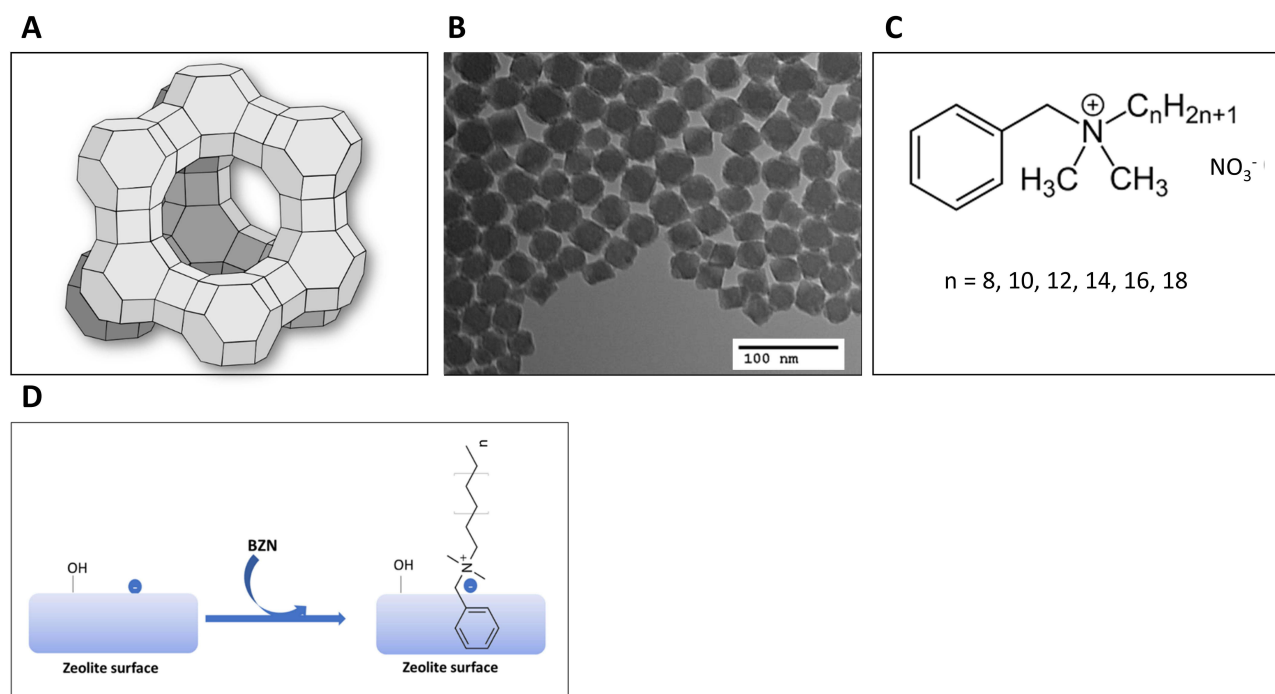 A
B
C
100 nm
⊕
N
CnH2n+1
H3C
CH3
NO3-
n = 8, 10, 12, 14, 16, 18
D
n
BZN
OH
-
OH
+
N
-
Zeolite surface
Zeolite surface